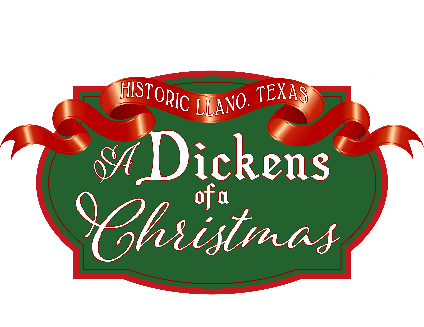 HISTORIC LLANO, TEXAS
A Dickens
of a
Christmas